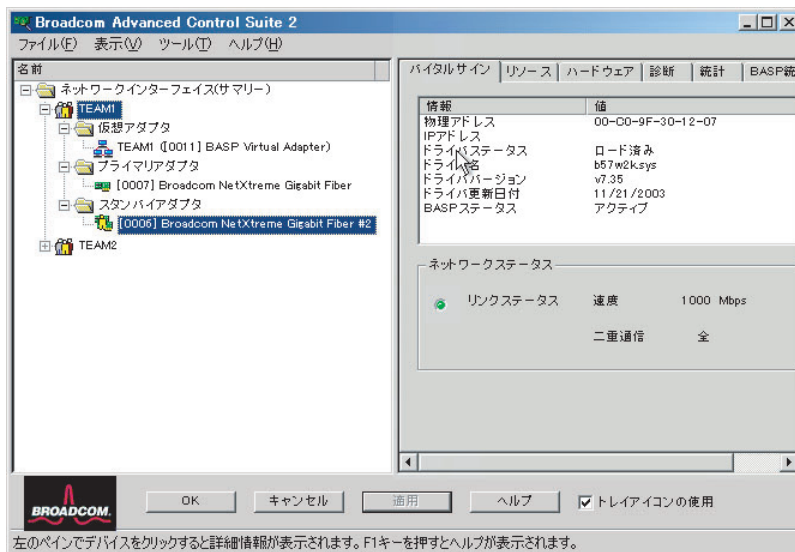 Broadcom Advanced Control Suite 2
ファイル(F) 表示(V) ツール(T) ヘルプ(H)
名前
ネットワークインターフェイス(サマリー)
TEAM1
仮想アダプタ
TEAM1 ([0011] BASP Virtual Adapter)
プライマリアダプタ
[0007] Broadcom NetXtreme Gigabit Fiber
スタンバイアダプタ
[0006] Broadcom NetXtreme Gigabit Fiber #2
TEAM2
バイタルサイン リソース ハードウェア 診断 統計 BASP統
情報 値
物理アドレス 00-C0-9F-30-12-07
IPアドレス
ドライバステータス ロード済み
ドライバ名 b57w2k.sys
ドライババージョン v7.35
ドライバ更新日付 11/21/2003
BASPステータス アクティブ
ネットワークステータス
リンクステータス 速度 1000 Mbps
二重通信 全
BROADCOM.
OK キャンセル 適用 ヘルプ トレイアイコンの使用
左のペインでデバイスをクリックすると詳細情報が表示されます。F1キーを押すとヘルプが表示されます。